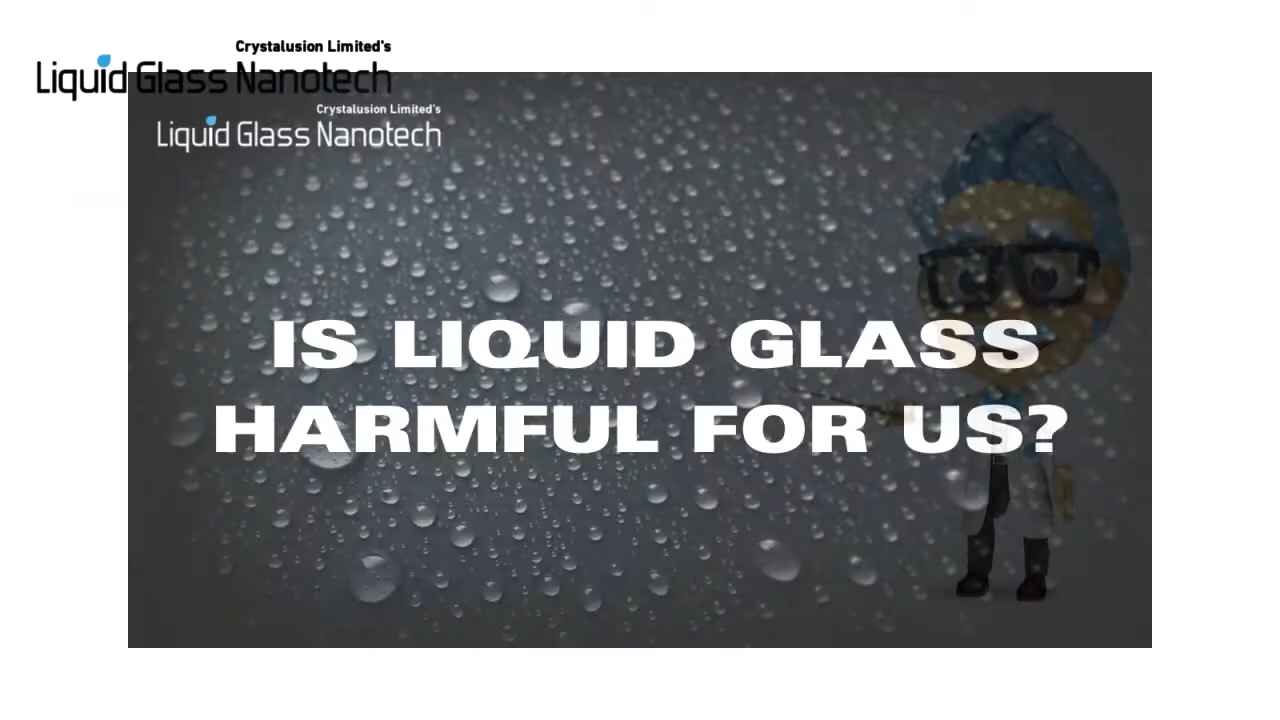 Crystalusion Limited's
Liquid Glass Nanotech
Crystalusion Limited's
Liquid Glass Nanotech
IS LIQUID GLASS
HARMFUL FOR US?